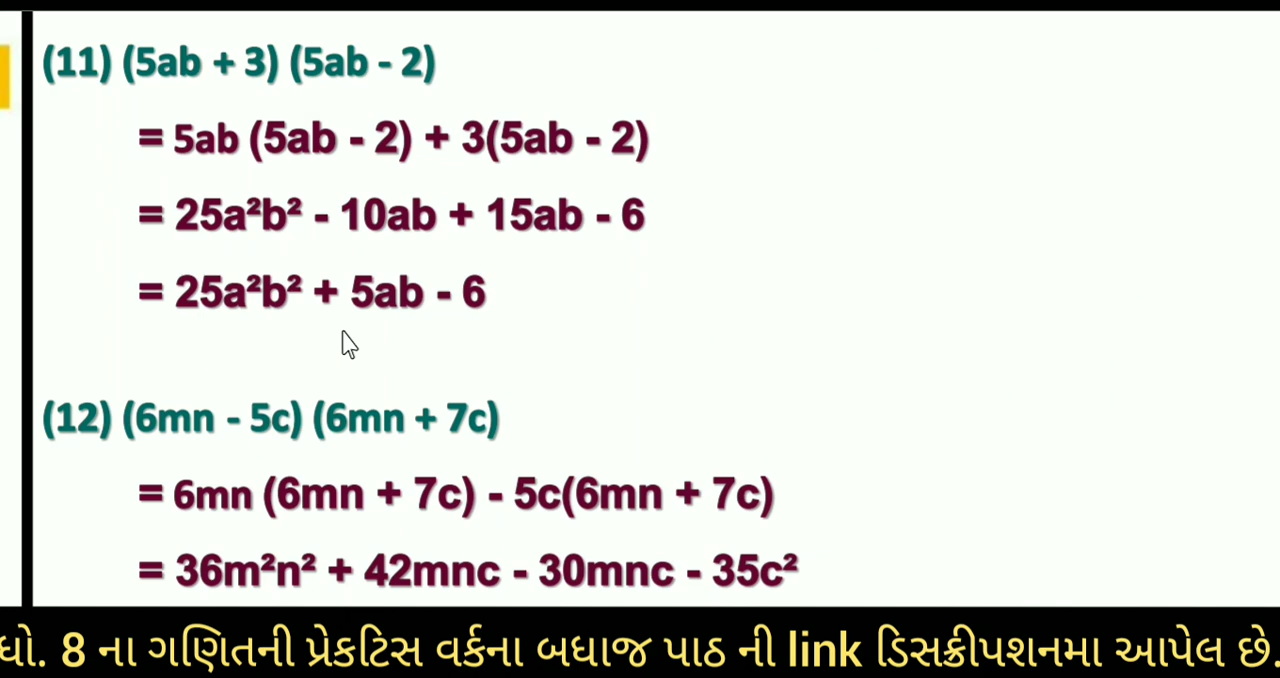 (11) (5ab + 3) (5ab - 2)
= 5ab (5ab - 2) + 3(5ab - 2)
= 25a²b² - 10ab + 15ab - 6
= 25a²b² + 5ab - 6
(12) (6mn - 5c) (6mn + 7c)
= 6mn (6mn + 7c) - 5c(6mn + 7c)
= 36m²n² + 42mnc - 30mnc - 35c²
ધો. 8 ના ગણિતની પ્રેકટિસ વર્કના બધાજ પાઠ ની link ડિસક્રીપશનમા આપેલ છે.